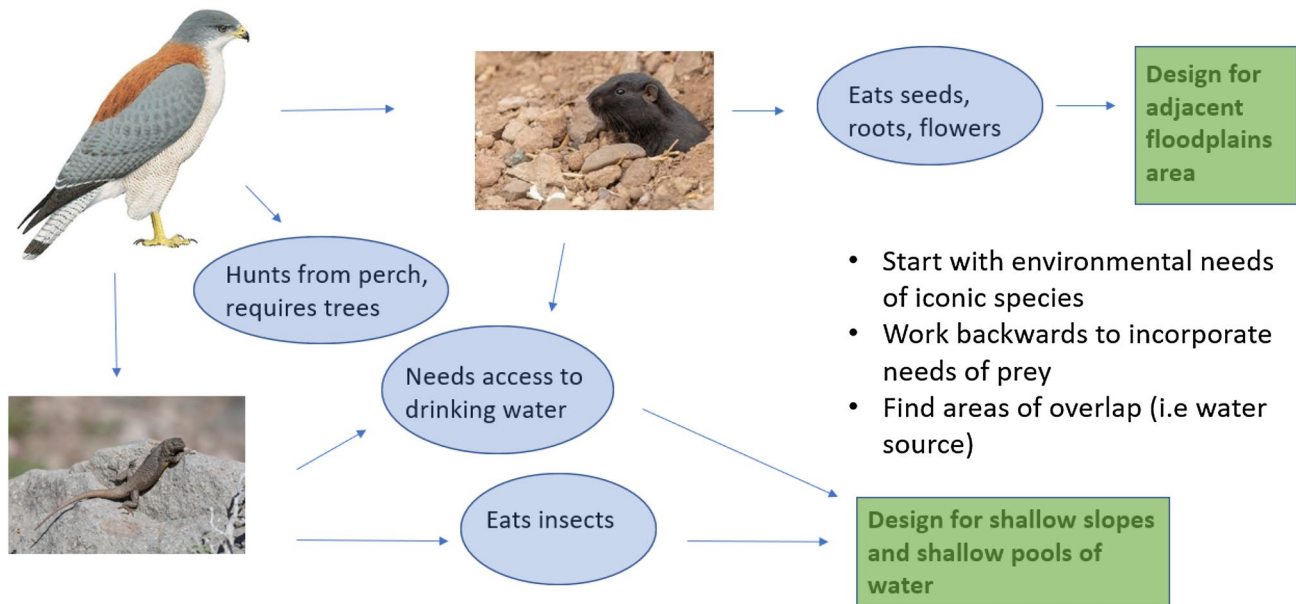 Eats seeds,
roots, flowers
Design for
adjacent
floodplains
area
Hunts from perch,
requires trees
• Start with environmental needs
of iconic species
• Work backwards to incorporate
needs of prey
• Find areas of overlap (i.e water
source)
Needs access to
drinking water
Eats insects
Design for shallow slopes
and shallow pools of
water